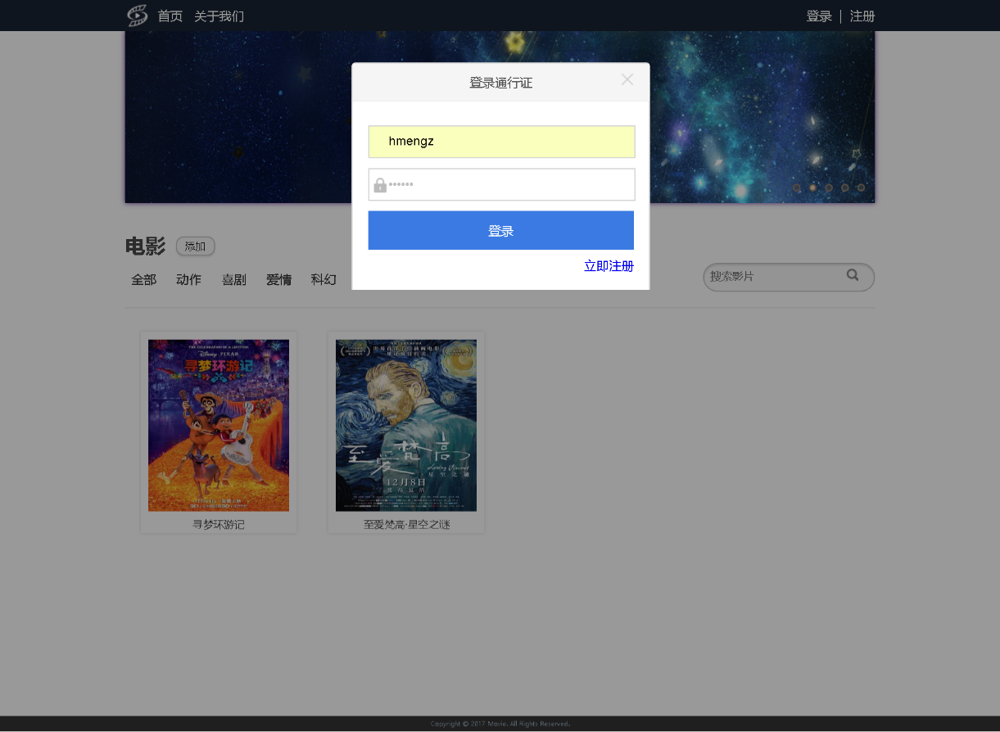 首页 关于我们 登录 | 注册
登录通行证
hmengz
••••••
登录
立即注册
电影 添加
全部 动作 喜剧 爱情 科幻
搜索影片
THE CELEBRATION OF A LIFETIME
DISNEY · PIXAR
寻梦环游记
至爱梵高
Loving Vincent
星空之谜
12月8日
寻梦环游记
至爱梵高·星空之谜
Copyright © 2017 Movie. All Rights Reserved.